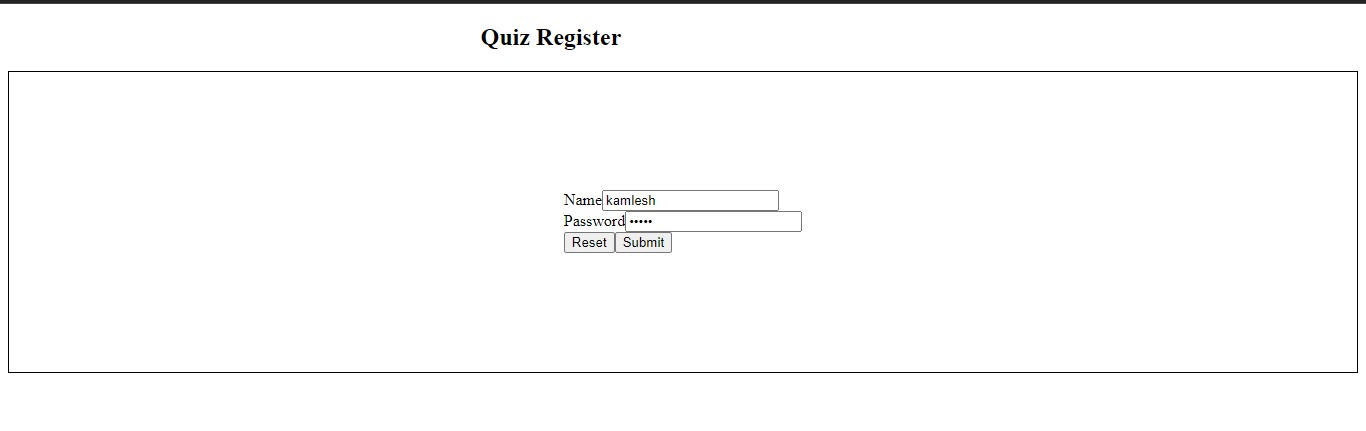 Quiz Register
Name kamlesh
Password •••••
Reset Submit